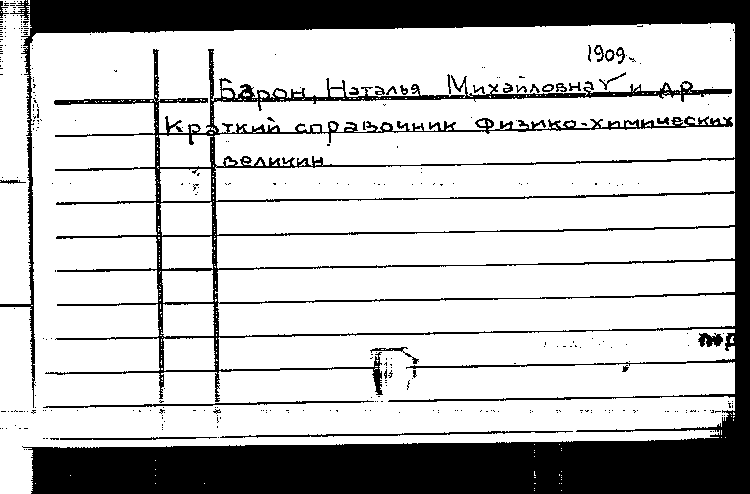 1909-
Барон, Наталья Михайловна и др.
Краткий справочник физико-химических
величин